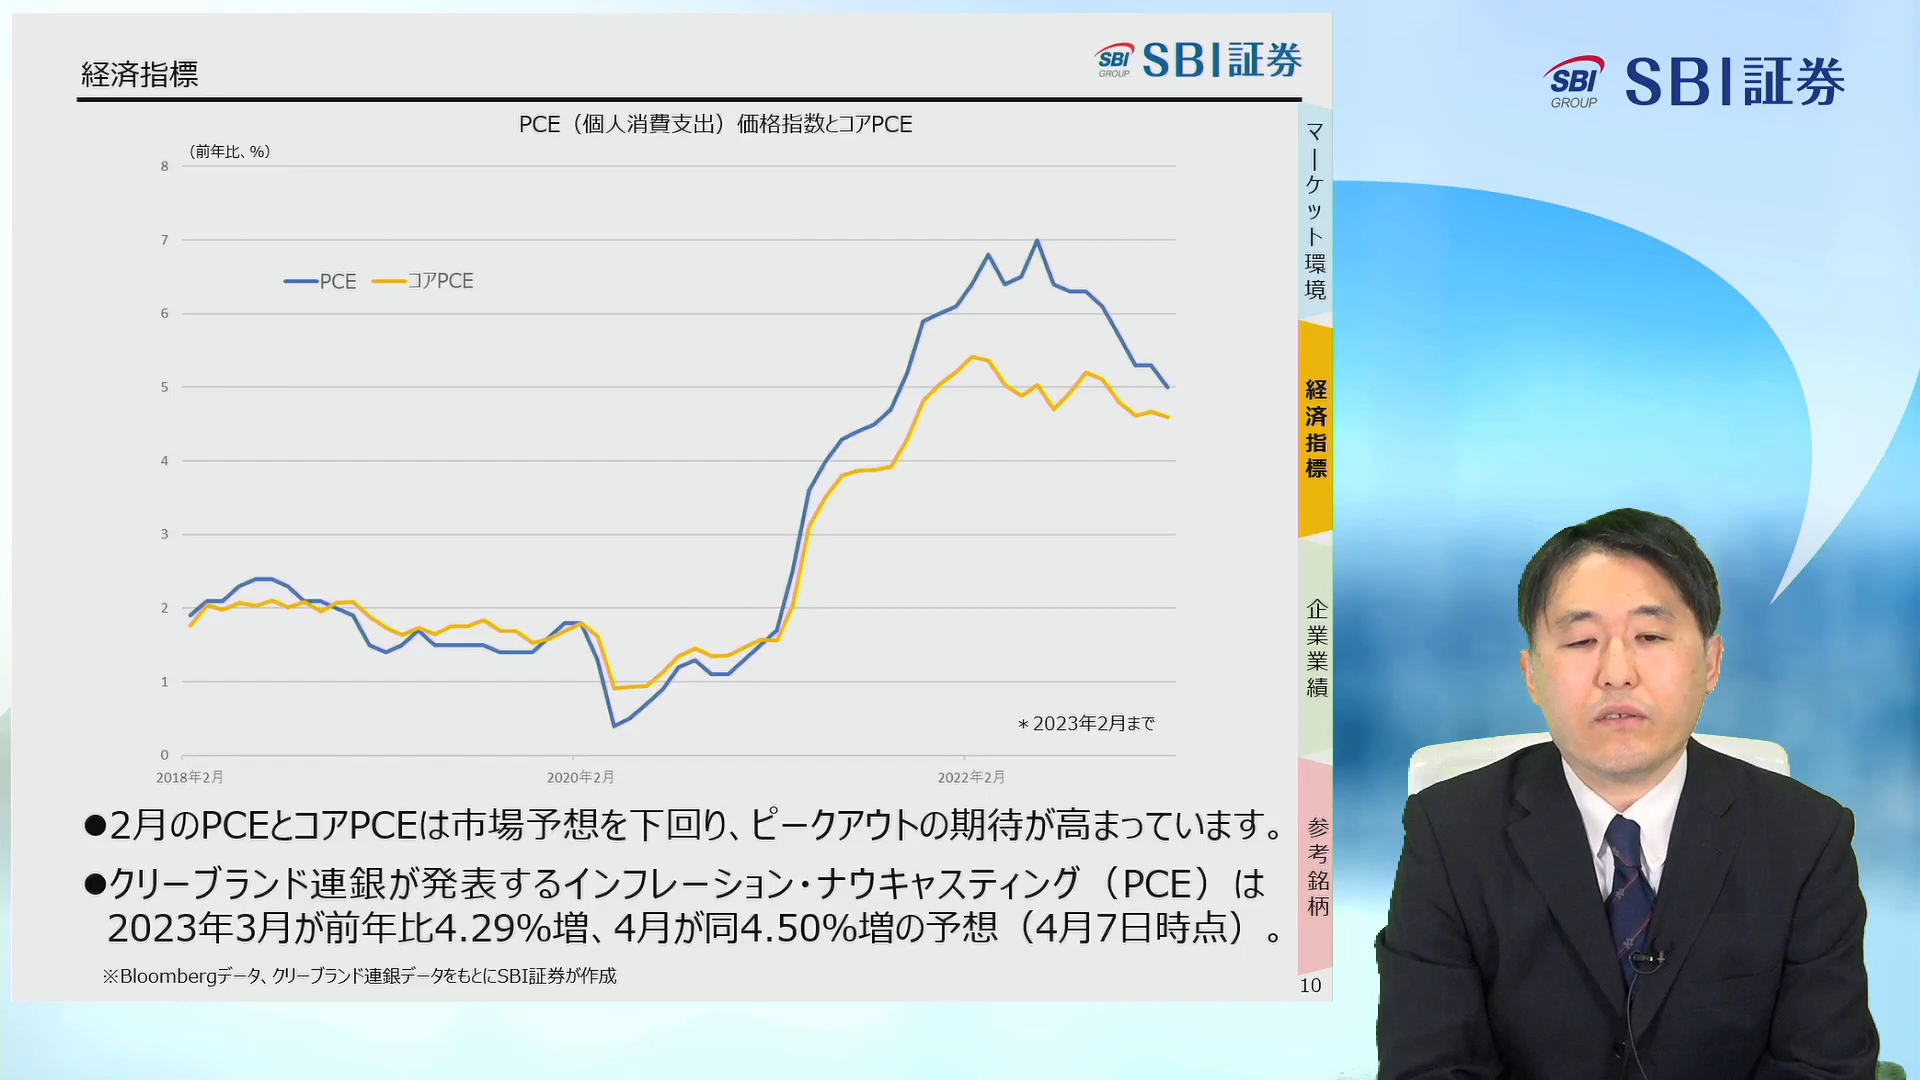 経済指標
SBI
GROUP
SBI証券
PCE（個人消費支出）価格指数とコアPCE
（前年比、%）
8
7
6
5
4
3
2
1
0
PCE
コアPCE
＊2023年2月まで
2018年2月
2020年2月
2022年2月
●2月のPCEとコアPCEは市場予想を下回り、ピークアウトの期待が高まっています。
●クリーブランド連銀が発表するインフレーション・ナウキャスティング（PCE）は
2023年3月が前年比4.29%増、4月が同4.50%増の予想（4月7日時点）。
※Bloombergデータ、クリーブランド連銀データをもとにSBI証券が作成
10
マーケット環境
経済指標
企業業績
参考銘柄
SBI
GROUP
SBI証券